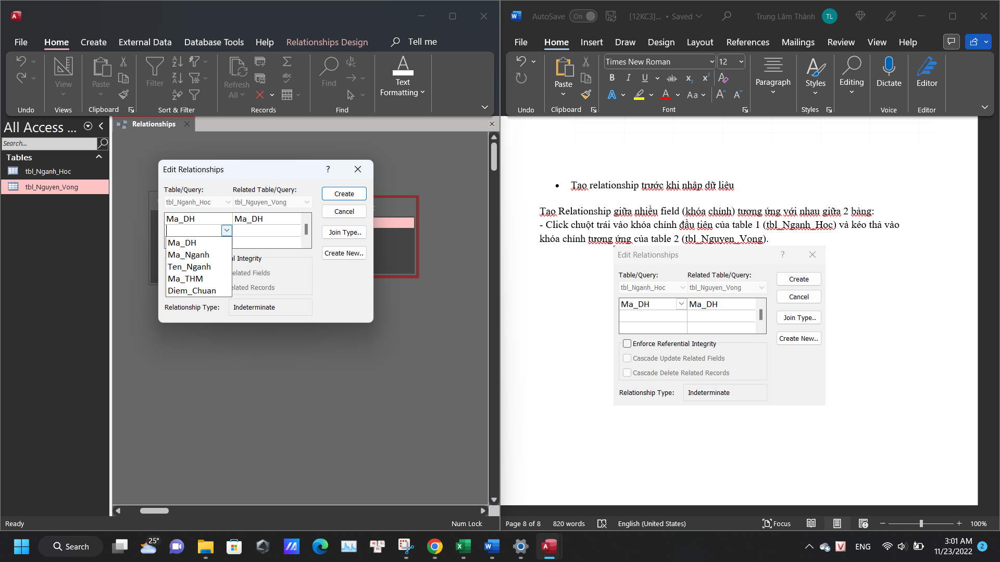 File
Home
Create
External Data
Database Tools
Help
Relationships Design
Tell me
View
Paste
Filter
Refresh
All
Find
Text
Formatting
Undo
Views
Clipboard
Sort & Filter
Records
Find
All Access ...
Search...
Tables
tbl_Nganh_Hoc
tbl_Nguyen_Vong
Relationships
Edit Relationships
?
Table/Query:
Related Table/Query:
tbl_Nganh_Hoc
tbl_Nguyen_Vong
Ma_DH
Ma_DH
Ma_DH
Ma_Nganh
Ten_Nganh
Ma_THM
Diem_Chuan
l Integrity
elated Fields
elated Records
Relationship Type:
Indeterminate
Create
Cancel
Join Type..
Create New..
Ready
Num Lock
AutoSave
On
[12KC3]... • Saved
Trung Lâm Thành
TL
File
Home
Insert
Draw
Design
Layout
References
Mailings
Review
View
Help
Paste
Times New Roman
12
B
I
U
ab
x₂
x²
A
A
A
Aa
A
A
Paragraph
Styles
Editing
Dictate
Editor
Undo
Clipboard
Font
Styles
Voice
Editor
• Tạo relationship trước khi nhập dữ liệu
Tạo Relationship giữa nhiều field (khóa chính) tương ứng với nhau giữa 2 bảng:
- Click chuột trái vào khóa chính đầu tiên của table 1 (tbl_Nganh_Hoc) và kéo thả vào
khóa chính tương ứng của table 2 (tbl_Nguyen_Vong).
Edit Relationships
?
Table/Query:
Related Table/Query:
tbl_Nganh_Hoc
tbl_Nguyen_Vong
Ma_DH
Ma_DH
Enforce Referential Integrity
Cascade Update Related Fields
Cascade Delete Related Records
Relationship Type:
Indeterminate
Create
Cancel
Join Type..
Create New..
Page 8 of 8
820 words
English (United States)
Focus
100%
Search
25°
ENG
3:01 AM
11/23/2022
2